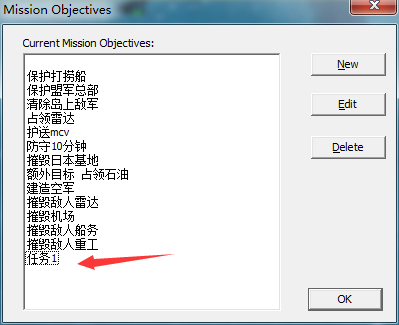 Mission Objectives
Current Mission Objectives:
保护打捞船
保护盟军总部
清除岛上敌军
占领雷达
护送mcv
防守10分钟
摧毁日本基地
额外目标 占领石油
建造空军
摧毁敌人雷达
摧毁机场
摧毁敌人船务
摧毁敌人重工
任务1
New
Edit
Delete
OK